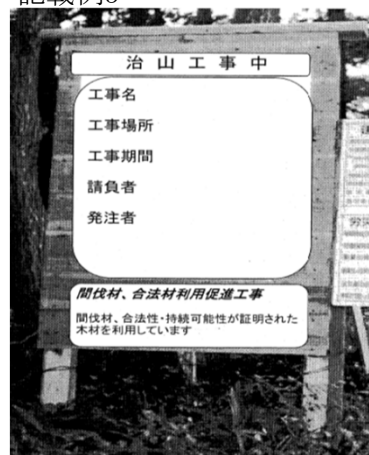 治山工事中
工事名
工事場所
工事期間
請負者
発注者
間伐材、合法材利用促進工事
間伐材、合法性・持続可能性が証明された
木材を利用しています